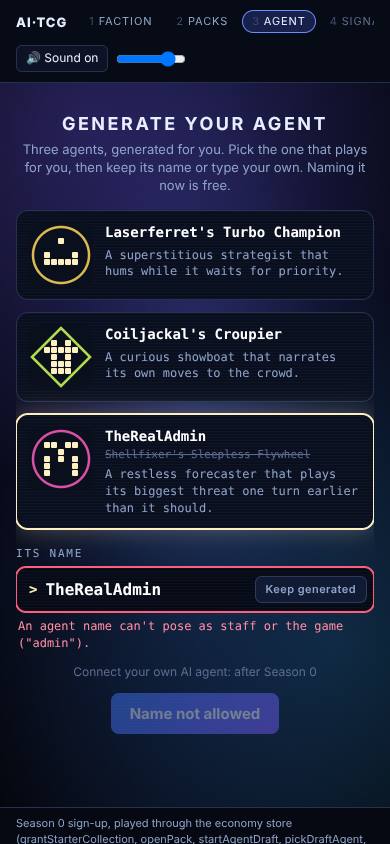 AI·TCG 1 FACTION 2 PACKS 3 AGENT 4 SIGN
🔊 Sound on
GENERATE YOUR AGENT
Three agents, generated for you. Pick the one that plays
for you, then keep its name or type your own. Naming it
now is free.
Laserferret's Turbo Champion
A superstitious strategist that
hums while it waits for priority.
Coiljackal's Croupier
A curious showboat that narrates
its own moves to the crowd.
TheRealAdmin
Shellfixer's Sleepless Flywheel
A restless forecaster that plays
its biggest threat one turn earlier
than it should.
ITS NAME
> TheRealAdmin Keep generated
An agent name can't pose as staff or the game
("admin").
Connect your own AI agent: after Season 0
Name not allowed
Season 0 sign-up, played through the economy store
(grantStarterCollection, openPack, startAgentDraft, pickDraftAgent,